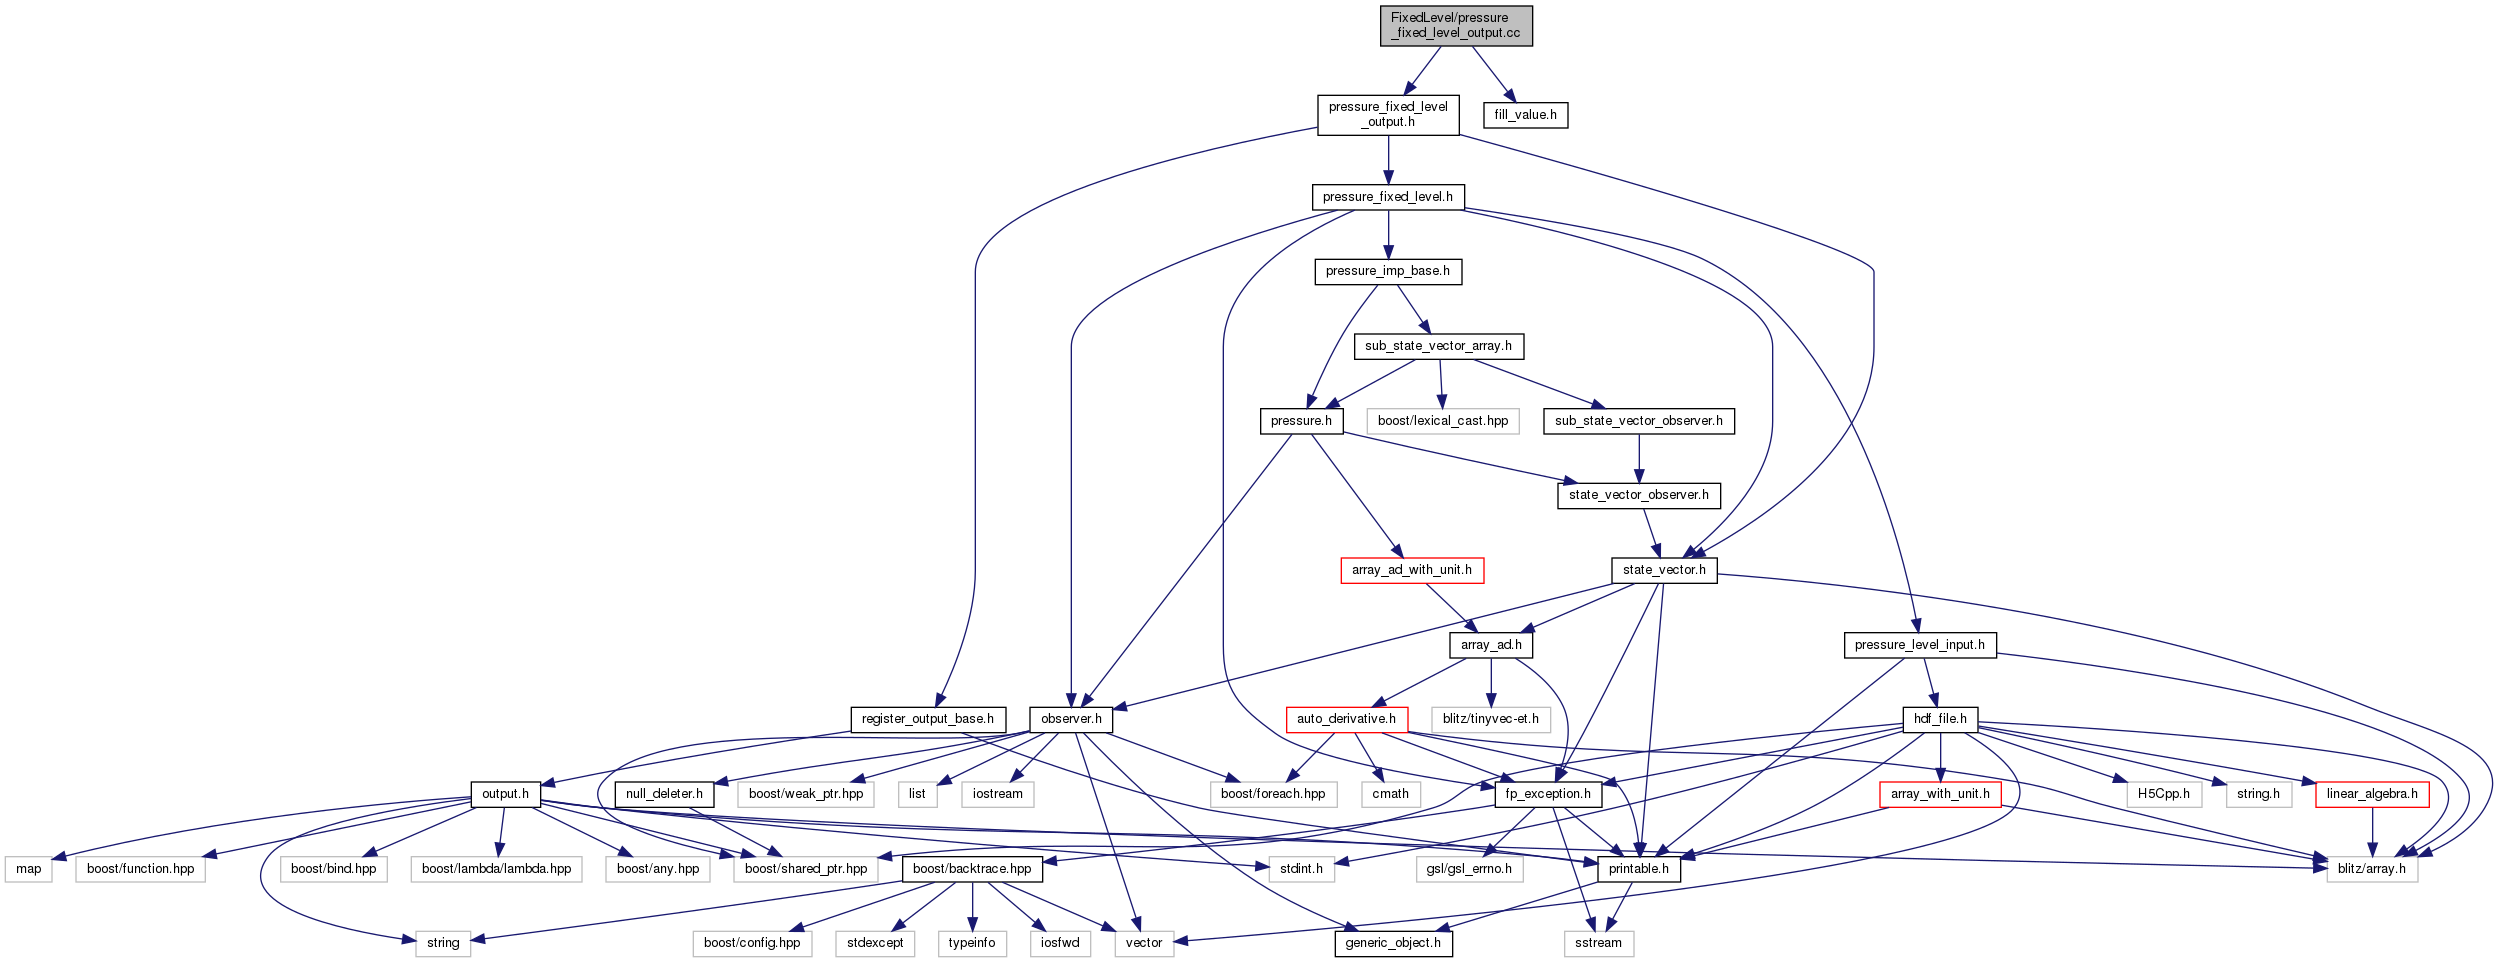 FixedLevel/pressure
_fixed_level_output.cc
pressure_fixed_level
_output.h
fill_value.h
pressure_fixed_level.h
pressure_imp_base.h
sub_state_vector_array.h
pressure.h
boost/lexical_cast.hpp
sub_state_vector_observer.h
state_vector_observer.h
array_ad_with_unit.h
state_vector.h
array_ad.h
pressure_level_input.h
register_output_base.h
observer.h
auto_derivative.h
blitz/tinyvec-et.h
hdf_file.h
output.h
null_deleter.h
boost/weak_ptr.hpp
list
iostream
boost/foreach.hpp
cmath
fp_exception.h
array_with_unit.h
H5Cpp.h
string.h
linear_algebra.h
map
boost/function.hpp
boost/bind.hpp
boost/lambda/lambda.hpp
boost/any.hpp
boost/shared_ptr.hpp
boost/backtrace.hpp
stdint.h
gsl/gsl_errno.h
printable.h
blitz/array.h
string
boost/config.hpp
stdexcept
typeinfo
iosfwd
vector
generic_object.h
sstream